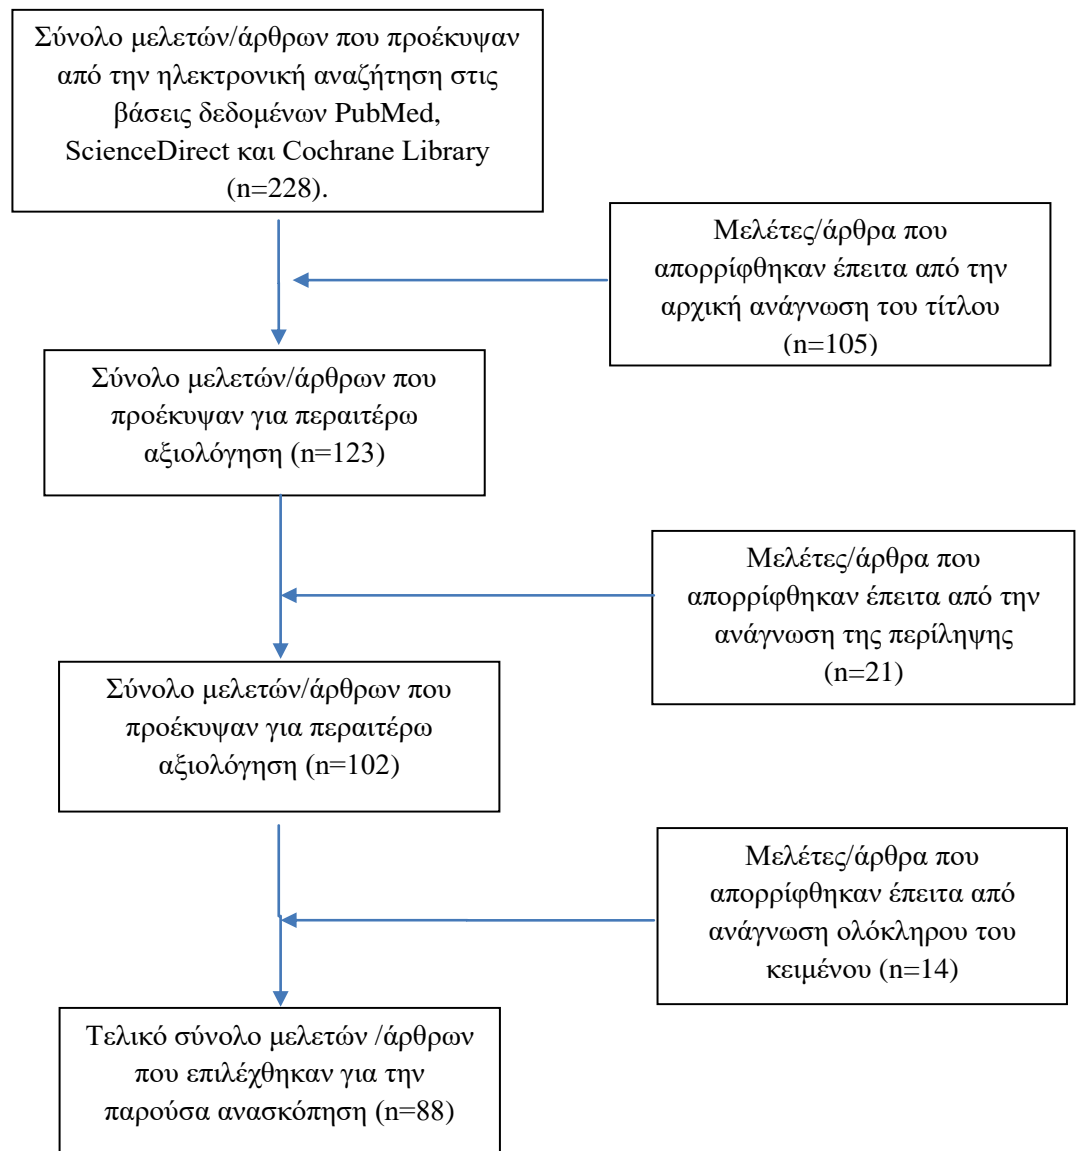 Σύνολο μελετών/άρθρων που προέκυψαν
από την ηλεκτρονική αναζήτηση στις
βάσεις δεδομένων PubMed,
ScienceDirect και Cochrane Library
(n=228).
Μελέτες/άρθρα που
απορρίφθηκαν έπειτα από την
αρχική ανάγνωση του τίτλου
(n=105)
Σύνολο μελετών/άρθρων που
προέκυψαν για περαιτέρω
αξιολόγηση (n=123)
Μελέτες/άρθρα που
απορρίφθηκαν έπειτα από την
ανάγνωση της περίληψης
(n=21)
Σύνολο μελετών/άρθρων που
προέκυψαν για περαιτέρω
αξιολόγηση (n=102)
Μελέτες/άρθρα που
απορρίφθηκαν έπειτα από
ανάγνωση ολόκληρου του
κειμένου (n=14)
Τελικό σύνολο μελετών /άρθρων
που επιλέχθηκαν για την
παρούσα ανασκόπηση (n=88)